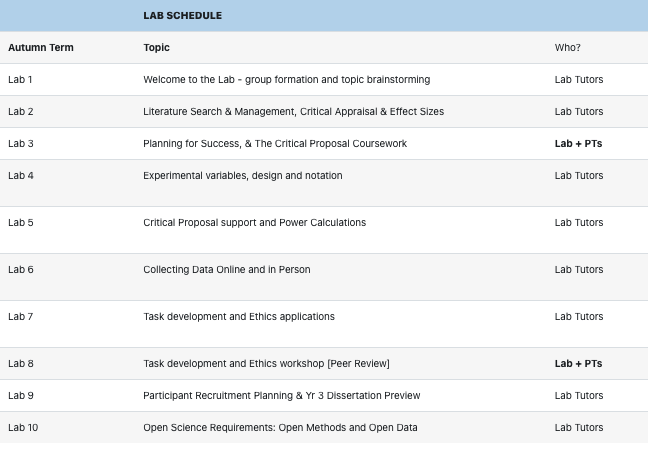 LAB SCHEDULE
Autumn Term Topic Who?
Lab 1 Welcome to the Lab - group formation and topic brainstorming Lab Tutors
Lab 2 Literature Search & Management, Critical Appraisal & Effect Sizes Lab Tutors
Lab 3 Planning for Success, & The Critical Proposal Coursework Lab + PTs
Lab 4 Experimental variables, design and notation Lab Tutors
Lab 5 Critical Proposal support and Power Calculations Lab Tutors
Lab 6 Collecting Data Online and in Person Lab Tutors
Lab 7 Task development and Ethics applications Lab Tutors
Lab 8 Task development and Ethics workshop [Peer Review] Lab + PTs
Lab 9 Participant Recruitment Planning & Yr 3 Dissertation Preview Lab Tutors
Lab 10 Open Science Requirements: Open Methods and Open Data Lab Tutors